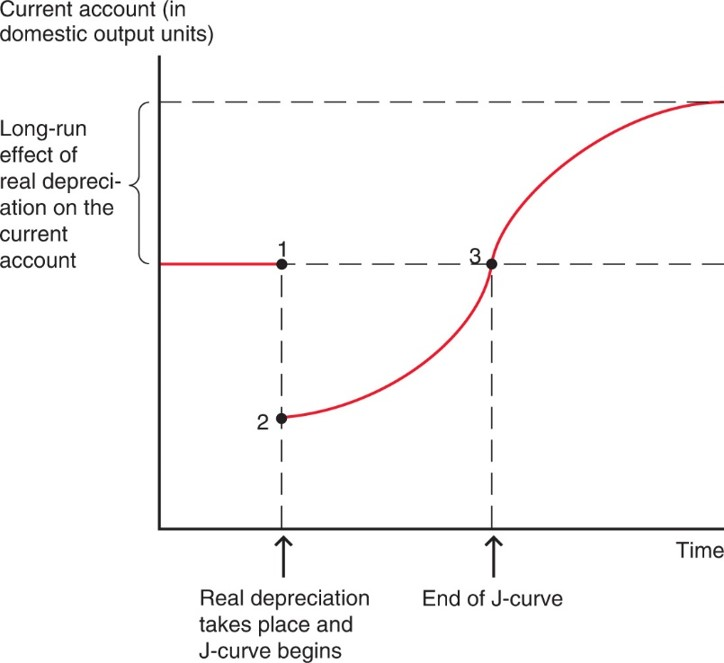 Current account (in
domestic output units)
Long-run
effect of
real depreci-
ation on the
current
account
1
3
2
Time
Real depreciation
takes place and
J-curve begins
End of J-curve